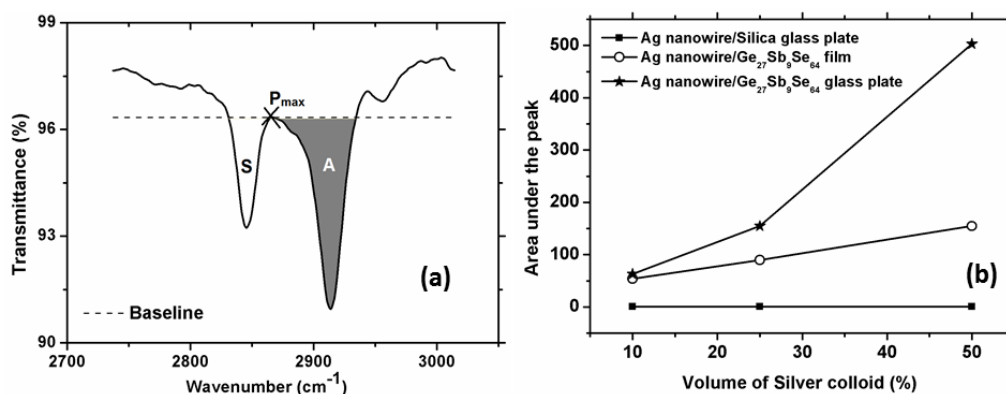 99
96
93
90
Transmittance (%)
2700
2800
2900
3000
Wavenumber (cm⁻¹)
Pmax
S
A
(a)
Baseline
Ag nanowire/Silica glass plate
Ag nanowire/Ge₂₇Sb₉Se₆₄ film
Ag nanowire/Ge₂₇Sb₉Se₆₄ glass plate
500
400
300
200
100
0
Area under the peak
10
20
30
40
50
Volume of Silver colloid (%)
(b)